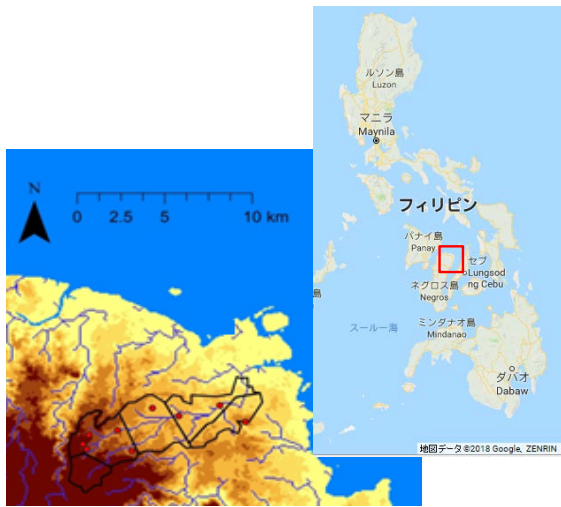 ルソン島
Luzon
マニラ
Maynila
フィリピン
パナイ島
Panay
セブ
Lungsod
ng Cebu
ネグロス島
Negros
島
スールー海
ミンダナオ島
Mindanao
ダバオ
Dabaw
地図データ ©2018 Google, ZENRIN
N
0 2.5 5 10 km